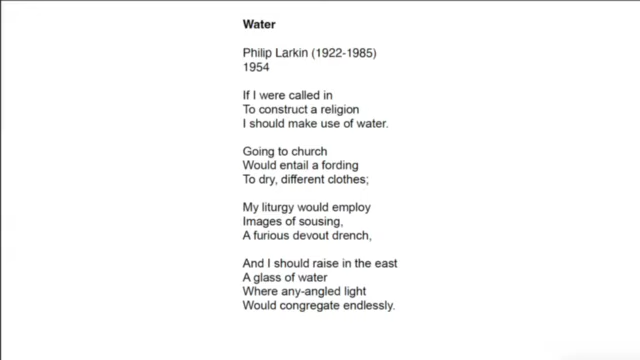 Water
Philip Larkin (1922-1985)
1954
If I were called in
To construct a religion
I should make use of water.
Going to church
Would entail a fording
To dry, different clothes;
My liturgy would employ
Images of sousing,
A furious devout drench,
And I should raise in the east
A glass of water
Where any-angled light
Would congregate endlessly.